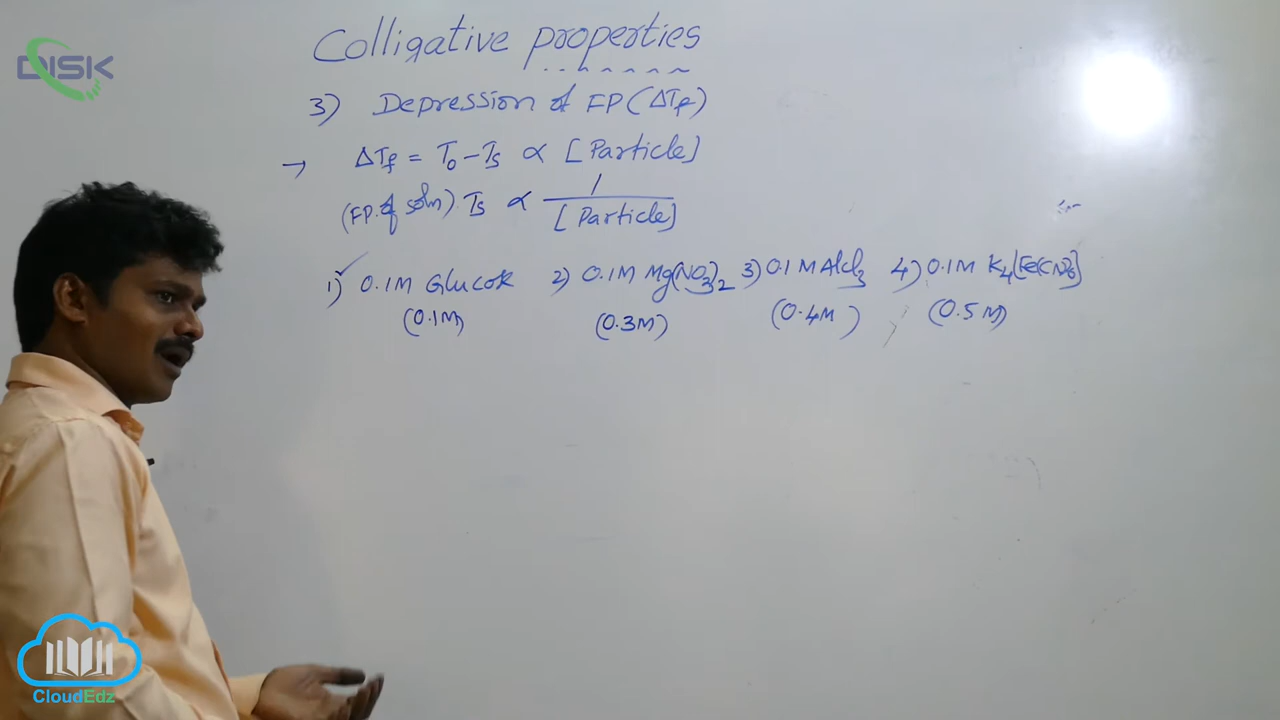 DISK
Colligative properties
3) Depression of FP (ΔTf)
→ ΔTf = To - Ts ∝ [Particle]
(FP. of soln). Ts ∝ 1 / [Particle]
1) 0.1M Glucose 2) 0.1M Mg(NO3)2 3) 0.1 M AlCl3 4) 0.1M K4[Fe(CN)6]
(0.1M) (0.3M) (0.4M) (0.5M)
CloudEdz